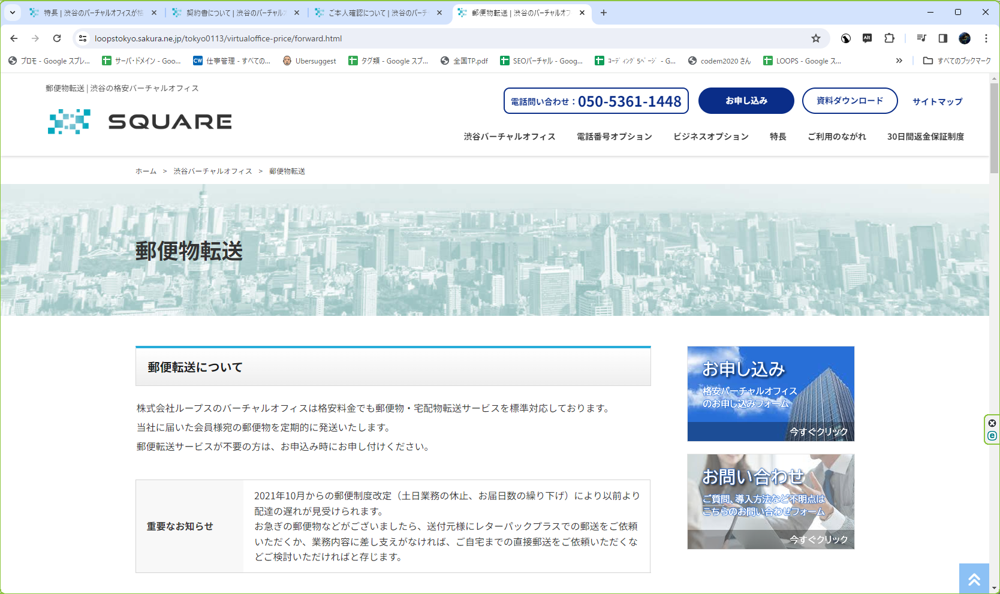 特長 | 渋谷のバーチャルオフィスが格
契約書について | 渋谷のバーチャルオ
ご本人確認について | 渋谷のバーチ
郵便物転送 | 渋谷のバーチャルオフ
loopstokyo.sakura.ne.jp/tokyo0113/virtualoffice-price/forward.html
プロモ - Google スプレ...
サーバ・ドメイン - Goo...
CW 仕事管理 - すべての...
Ubersuggest
タグ類 - Google スプ...
全国TP.pdf
SEOバーチャル - Goog...
ｺｰﾃﾞｨﾝｸﾞ 5ﾍﾟｰｼﾞ - G...
codem2020 さん
LOOPS - Google ス...
すべてのブックマーク
郵便物転送 | 渋谷の格安バーチャルオフィス
SQUARE
電話問い合わせ：050-5361-1448
お申し込み
資料ダウンロード
サイトマップ
渋谷バーチャルオフィス
電話番号オプション
ビジネスオプション
特長
ご利用のながれ
30日間返金保証制度
ホーム > 渋谷バーチャルオフィス > 郵便物転送
郵便物転送
郵便転送について
株式会社ループスのバーチャルオフィスは格安料金でも郵便物・宅配物転送サービスを標準対応しております。
当社に届いた会員様宛の郵便物を定期的に発送いたします。
郵便転送サービスが不要の方は、お申込み時にお申し付けください。
重要なお知らせ
2021年10月からの郵便制度改定（土日業務の休止、お届日数の繰り下げ）により以前より
配達の遅れが見受けられます。
お急ぎの郵便物などがございましたら、送付元様にレターパックプラスでの郵送をご依頼
いただくか、業務内容に差し支えがなければ、ご自宅までの直接郵送をご依頼いただくな
どご検討いただければと存じます。
お申し込み
格安バーチャルオフィス
のお申し込みフォーム
今すぐクリック
お問い合わせ
ご質問、導入方法など不明点は
こちらのお問い合わせフォーム
今すぐクリック